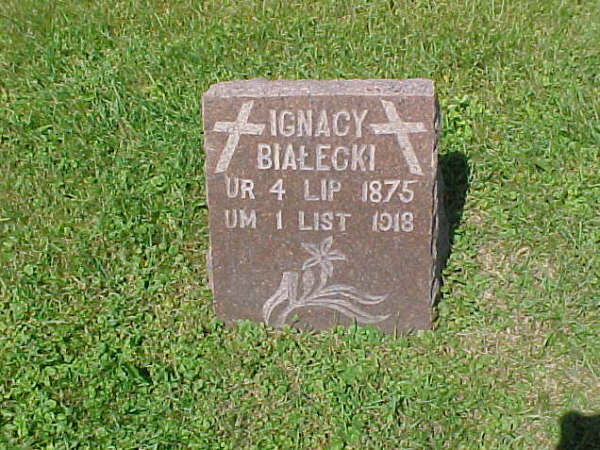 IGNACY
BIAŁECKI
UR 4 LIP 1875
UM 1 LIST 1918